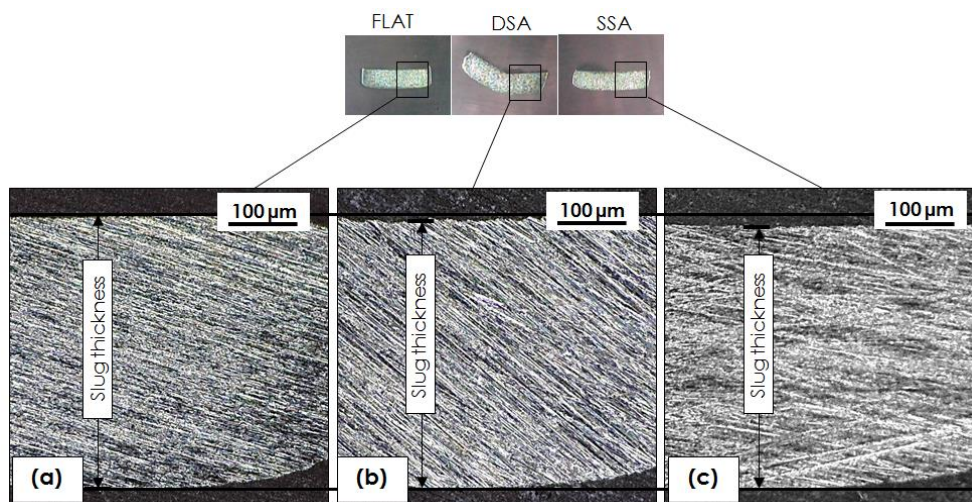 FLAT
DSA
SSA
100 µm
100 µm
100 µm
Slug thickness
Slug thickness
Slug thickness
(a)
(b)
(c)